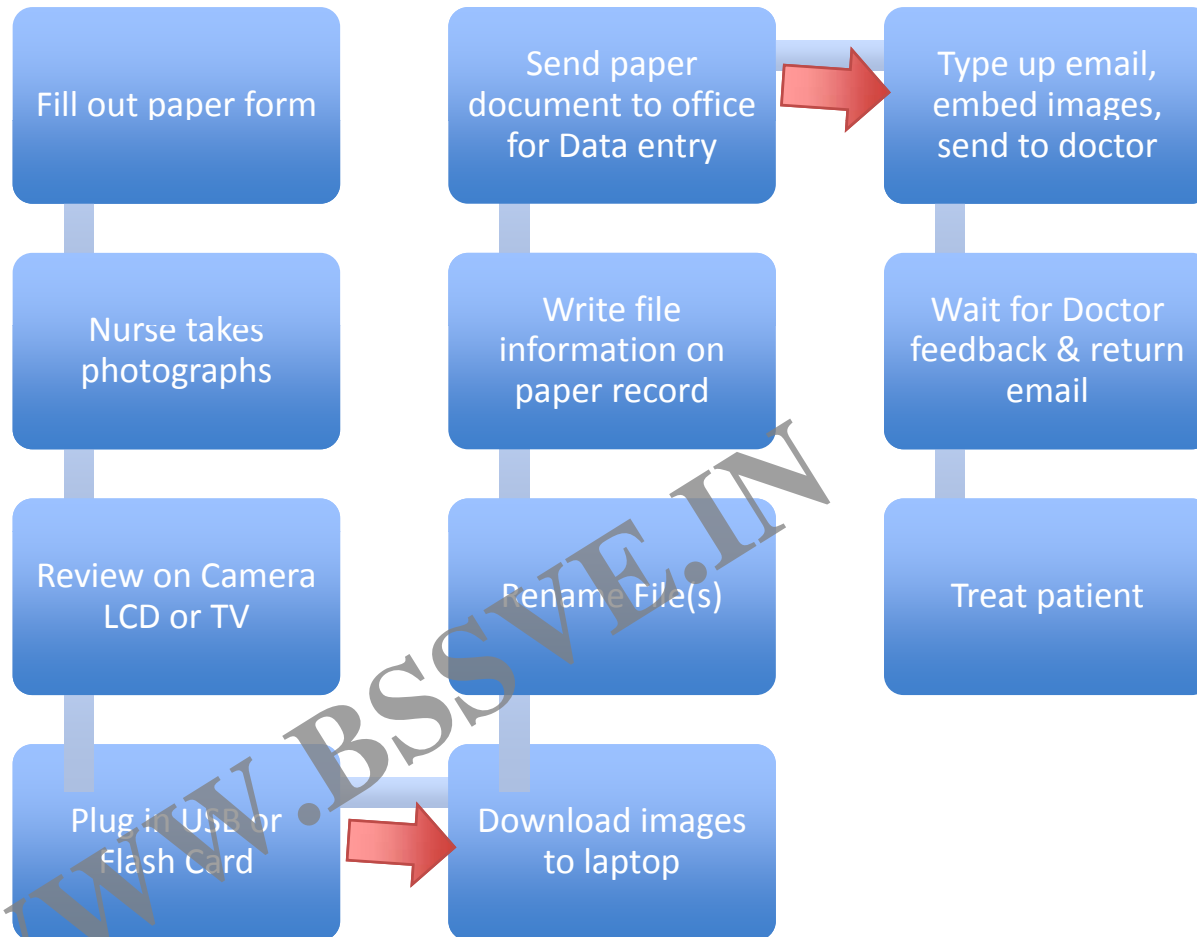 Fill out paper form
Nurse takes
photographs
Review on Camera
LCD or TV
Plug in USB or
Flash Card
Download images
to laptop
Rename File(s)
Write file
information on
paper record
Send paper
document to office
for Data entry
Type up email,
embed images,
send to doctor
Wait for Doctor
feedback & return
email
Treat patient
WWW.BSSVE.IN